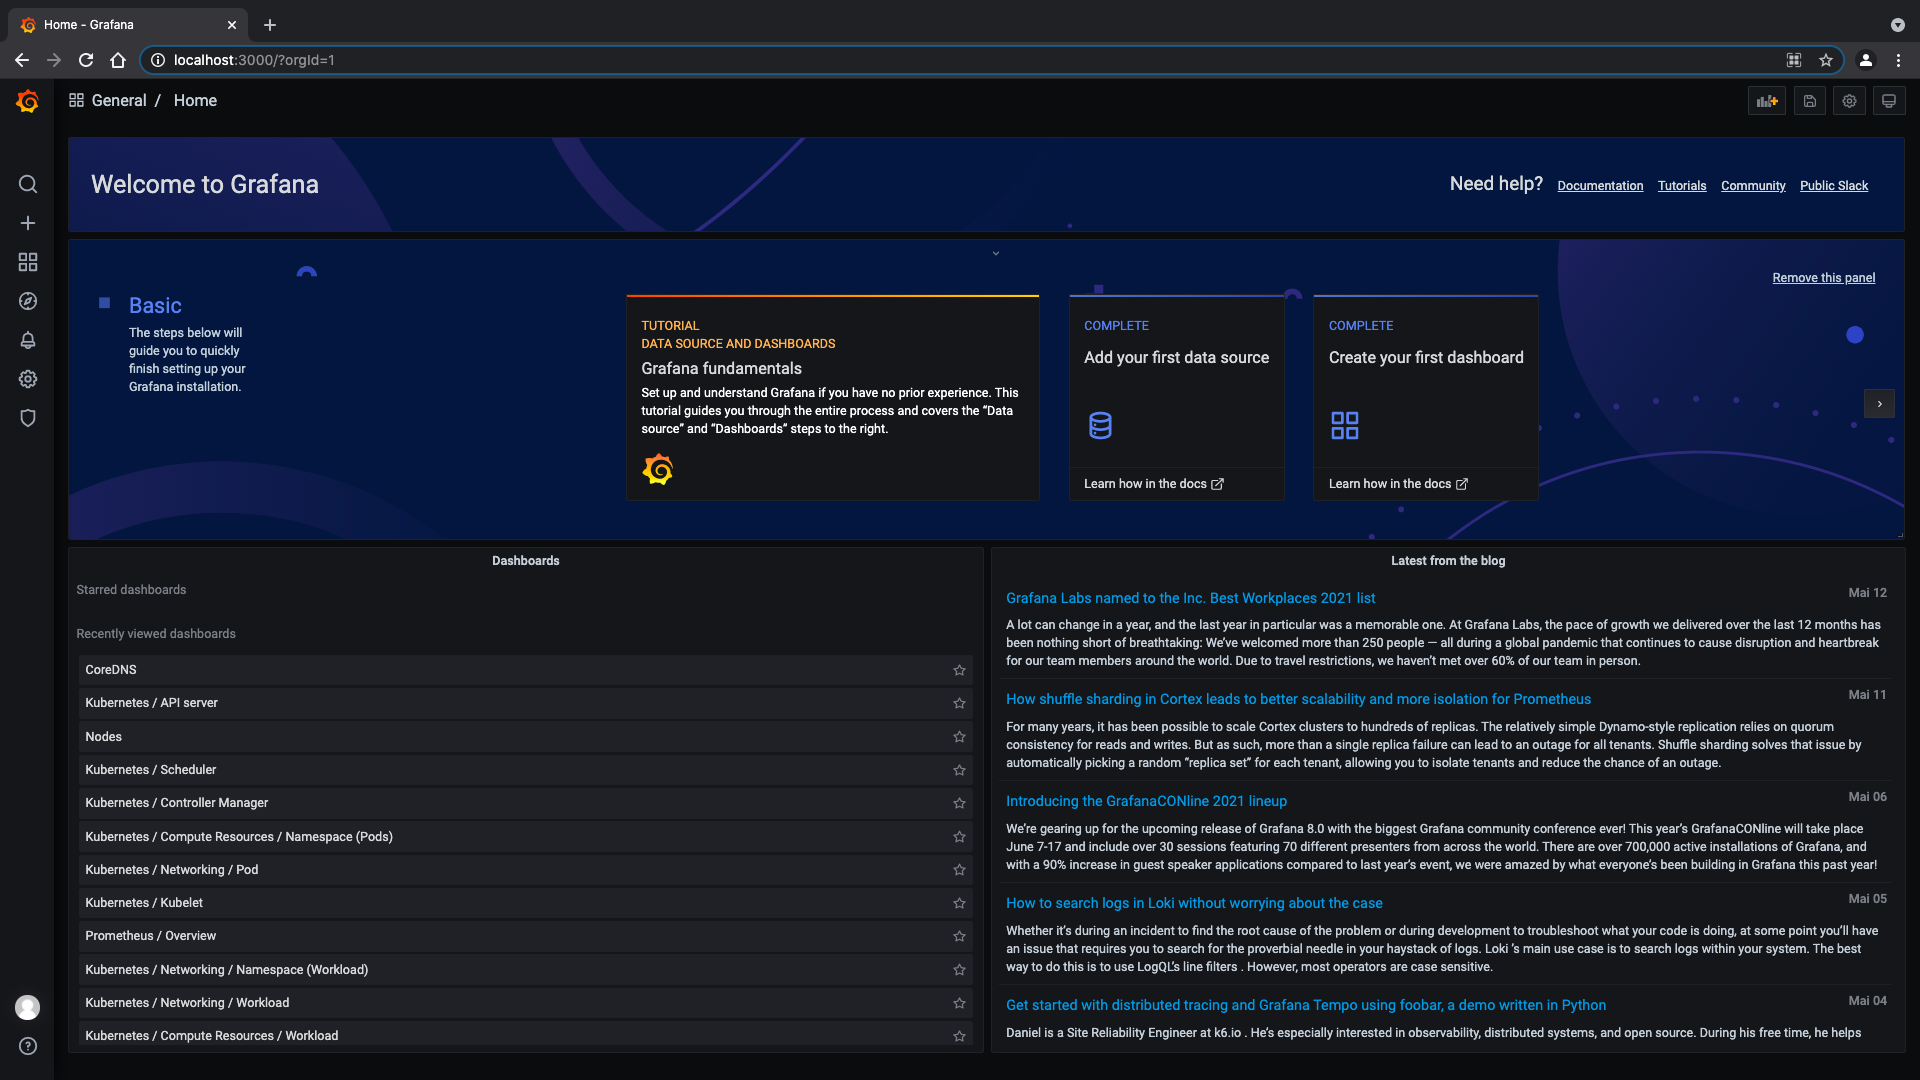 Home - Grafana
localhost:3000/?orgId=1
General / Home
Welcome to Grafana
Need help? Documentation Tutorials Community Public Slack
Remove this panel
Basic
The steps below will
guide you to quickly
finish setting up your
Grafana installation.
TUTORIAL
DATA SOURCE AND DASHBOARDS
Grafana fundamentals
Set up and understand Grafana if you have no prior experience. This
tutorial guides you through the entire process and covers the “Data
source” and “Dashboards” steps to the right.
COMPLETE
Add your first data source
Learn how in the docs
COMPLETE
Create your first dashboard
Learn how in the docs
Dashboards
Starred dashboards
Recently viewed dashboards
CoreDNS
Kubernetes / API server
Nodes
Kubernetes / Scheduler
Kubernetes / Controller Manager
Kubernetes / Compute Resources / Namespace (Pods)
Kubernetes / Networking / Pod
Kubernetes / Kubelet
Prometheus / Overview
Kubernetes / Networking / Namespace (Workload)
Kubernetes / Networking / Workload
Kubernetes / Compute Resources / Workload
Latest from the blog
Grafana Labs named to the Inc. Best Workplaces 2021 list
Mai 12
A lot can change in a year, and the last year in particular was a memorable one. At Grafana Labs, the pace of growth we delivered over the last 12 months has
been nothing short of breathtaking: We’ve welcomed more than 250 people — all during a global pandemic that continues to cause disruption and heartbreak
for our team members around the world. Due to travel restrictions, we haven’t met over 60% of our team in person.
How shuffle sharding in Cortex leads to better scalability and more isolation for Prometheus
Mai 11
For many years, it has been possible to scale Cortex clusters to hundreds of replicas. The relatively simple Dynamo-style replication relies on quorum
consistency for reads and writes. But as such, more than a single replica failure can lead to an outage for all tenants. Shuffle sharding solves that issue by
automatically picking a random “replica set” for each tenant, allowing you to isolate tenants and reduce the chance of an outage.
Introducing the GrafanaCONline 2021 lineup
Mai 06
We’re gearing up for the upcoming release of Grafana 8.0 with the biggest Grafana community conference ever! This year’s GrafanaCONline will take place
June 7-17 and include over 30 sessions featuring 70 different presenters from across the world. There are over 700,000 active installations of Grafana, and
with a 90% increase in guest speaker applications compared to last year’s event, we were amazed by what everyone’s been building in Grafana this past year!
How to search logs in Loki without worrying about the case
Mai 05
Whether it’s during an incident to find the root cause of the problem or during development to troubleshoot what your code is doing, at some point you’ll have
an issue that requires you to search for the proverbial needle in your haystack of logs. Loki ’s main use case is to search logs within your system. The best
way to do this is to use LogQL’s line filters . However, most operators are case sensitive.
Get started with distributed tracing and Grafana Tempo using foobar, a demo written in Python
Mai 04
Daniel is a Site Reliability Engineer at k6.io . He’s especially interested in observability, distributed systems, and open source. During his free time, he helps